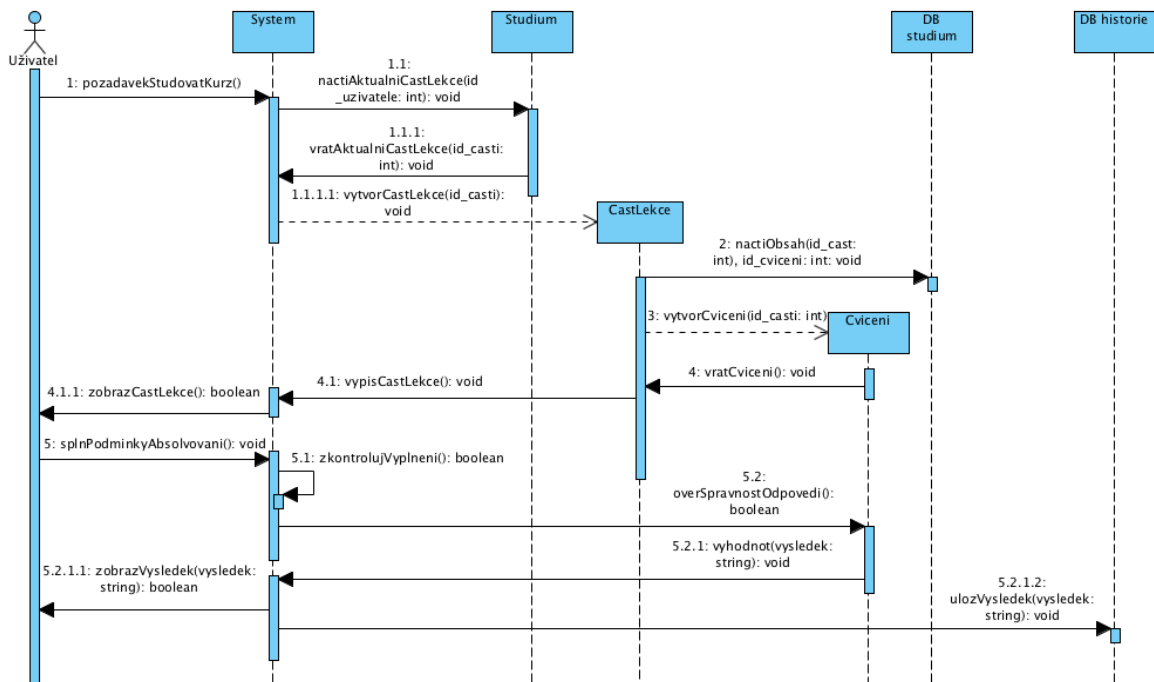 System
Studium
DB
studium
DB historie
Uživatel
1: pozadavekStudovatKurz()
1.1:
nactiAktualniCastLekce(id
_uzivatele: int): void
1.1.1:
vratAktualniCastLekce(id_casti:
int): void
1.1.1.1: vytvorCastLekce(id_casti):
void
CastLekce
2: nactiObsah(id_cast:
int), id_cviceni: int: void
3: vytvorCviceni(id_casti: int)
Cviceni
4: vratCviceni(): void
4.1: vypisCastLekce(): void
4.1.1: zobrazCastLekce(): boolean
5: splnPodminkyAbsolvovani(): void
5.1: zkontrolujVyplneni(): boolean
5.2:
overSpravnostOdpovedi():
boolean
5.2.1: vyhodnot(vysledek:
string): void
5.2.1.1: zobrazVysledek(vysledek:
string): boolean
5.2.1.2:
ulozVysledek(vysledek:
string): void